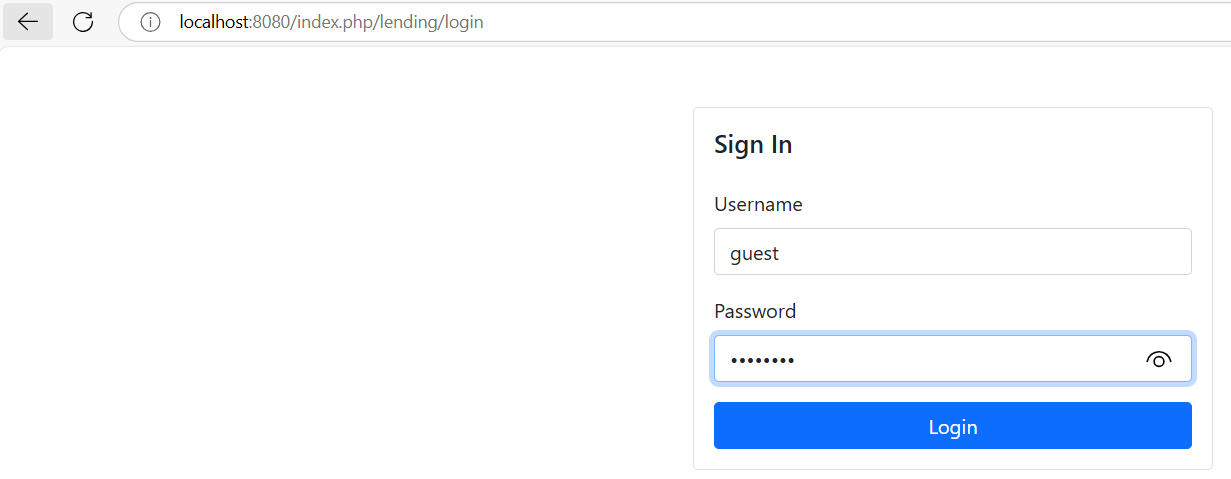 localhost:8080/index.php/lending/login
Sign In
Username
guest
Password
••••••••
Login